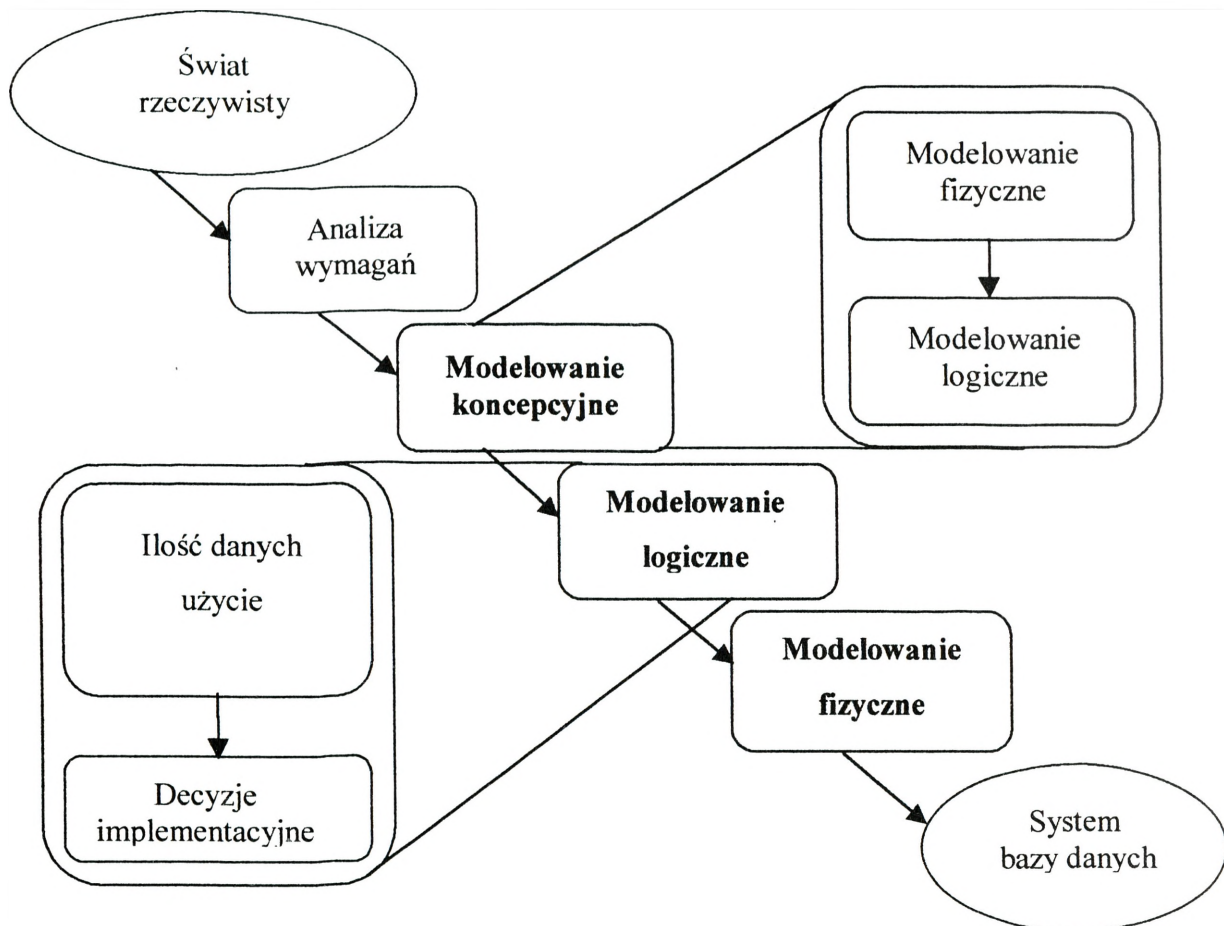 Świat
rzeczywisty
Analiza
wymagań
Modelowanie
koncepcyjne
Modelowanie
fizyczne
Modelowanie
logiczne
Modelowanie
logiczne
Ilość danych
użycie
Decyzje
implementacyjne
Modelowanie
fizyczne
System
bazy danych